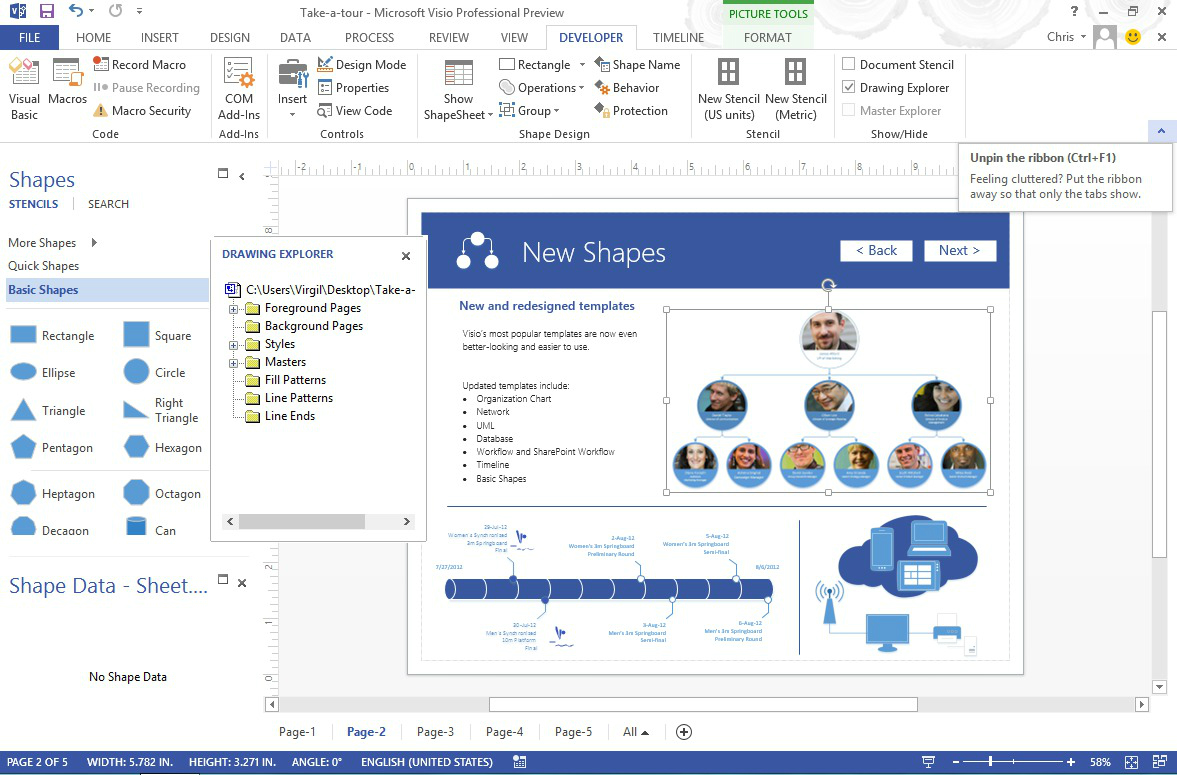 Take-a-tour - Microsoft Visio Professional Preview
PICTURE TOOLS
?
FILE HOME INSERT DESIGN DATA PROCESS REVIEW VIEW DEVELOPER TIMELINE FORMAT
Chris
Visual Basic
Macros
Record Macro
Pause Recording
Macro Security
Code
COM Add-Ins
Add-Ins
Insert
Design Mode
Properties
View Code
Controls
Show ShapeSheet
Rectangle
Operations
Group
Shape Name
Behavior
Protection
Shape Design
New Stencil (US units)
New Stencil (Metric)
Stencil
Document Stencil
Drawing Explorer
Master Explorer
Show/Hide
Unpin the ribbon (Ctrl+F1)
Feeling cluttered? Put the ribbon
away so that only the tabs show.
Shapes
STENCILS SEARCH
More Shapes
Quick Shapes
Basic Shapes
Rectangle Square
Ellipse Circle
Triangle Right Triangle
Pentagon Hexagon
Heptagon Octagon
Decagon Can
Shape Data - Sheet....
No Shape Data
DRAWING EXPLORER
C:\Users\Virgil\Desktop\Take-a-
Foreground Pages
Background Pages
Styles
Masters
Fill Patterns
Line Patterns
Line Ends
-2 -1 0 1 2 3 4 5 6 7 8 9
New Shapes
< Back Next >
New and redesigned templates
Visio's most popular templates are now even
better-looking and easier to use.
Updated templates include:
• Organization Chart
• Network
• UML
• Database
• Workflow and SharePoint Workflow
• Timeline
• Basic Shapes
7/27/2012
Women's Synchronized
3m Springboard
Final
2-Aug-12
Women's 3m Springboard
Preliminary Round
5-Aug-12
Women's 3m Springboard
Semi-final
8/6/2012
30-Jul-12
Men's Synchronized
10m Platform
Final
3-Aug-12
Men's 3m Springboard
Semi-final
6-Aug-12
Men's 3m Springboard
Preliminary Round
Page-1 Page-2 Page-3 Page-4 Page-5 All
PAGE 2 OF 5 WIDTH: 5.782 IN. HEIGHT: 3.271 IN. ANGLE: 0° ENGLISH (UNITED STATES) 58%